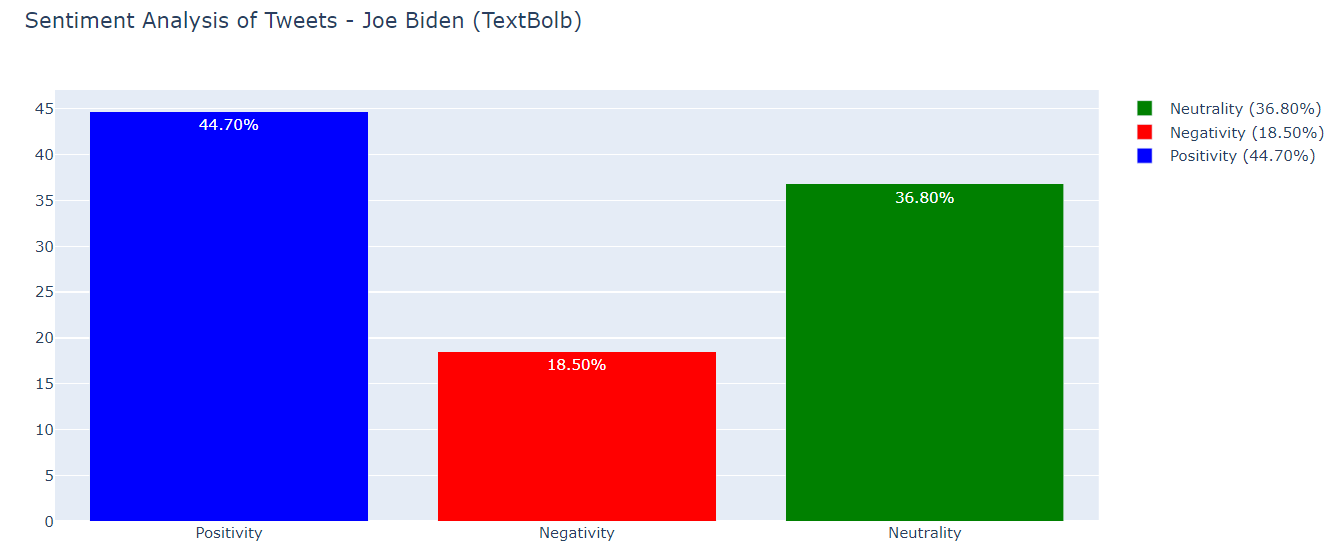 Sentiment Analysis of Tweets - Joe Biden (TextBolb)
45
40
35
30
25
20
15
10
5
0
44.70%
18.50%
36.80%
Positivity
Negativity
Neutrality
Neutrality (36.80%)
Negativity (18.50%)
Positivity (44.70%)